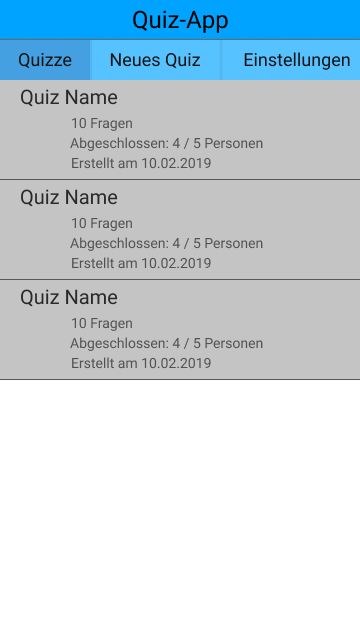 Quiz-App
Quizze Neues Quiz Einstellungen
Quiz Name
10 Fragen
Abgeschlossen: 4 / 5 Personen
Erstellt am 10.02.2019
Quiz Name
10 Fragen
Abgeschlossen: 4 / 5 Personen
Erstellt am 10.02.2019
Quiz Name
10 Fragen
Abgeschlossen: 4 / 5 Personen
Erstellt am 10.02.2019